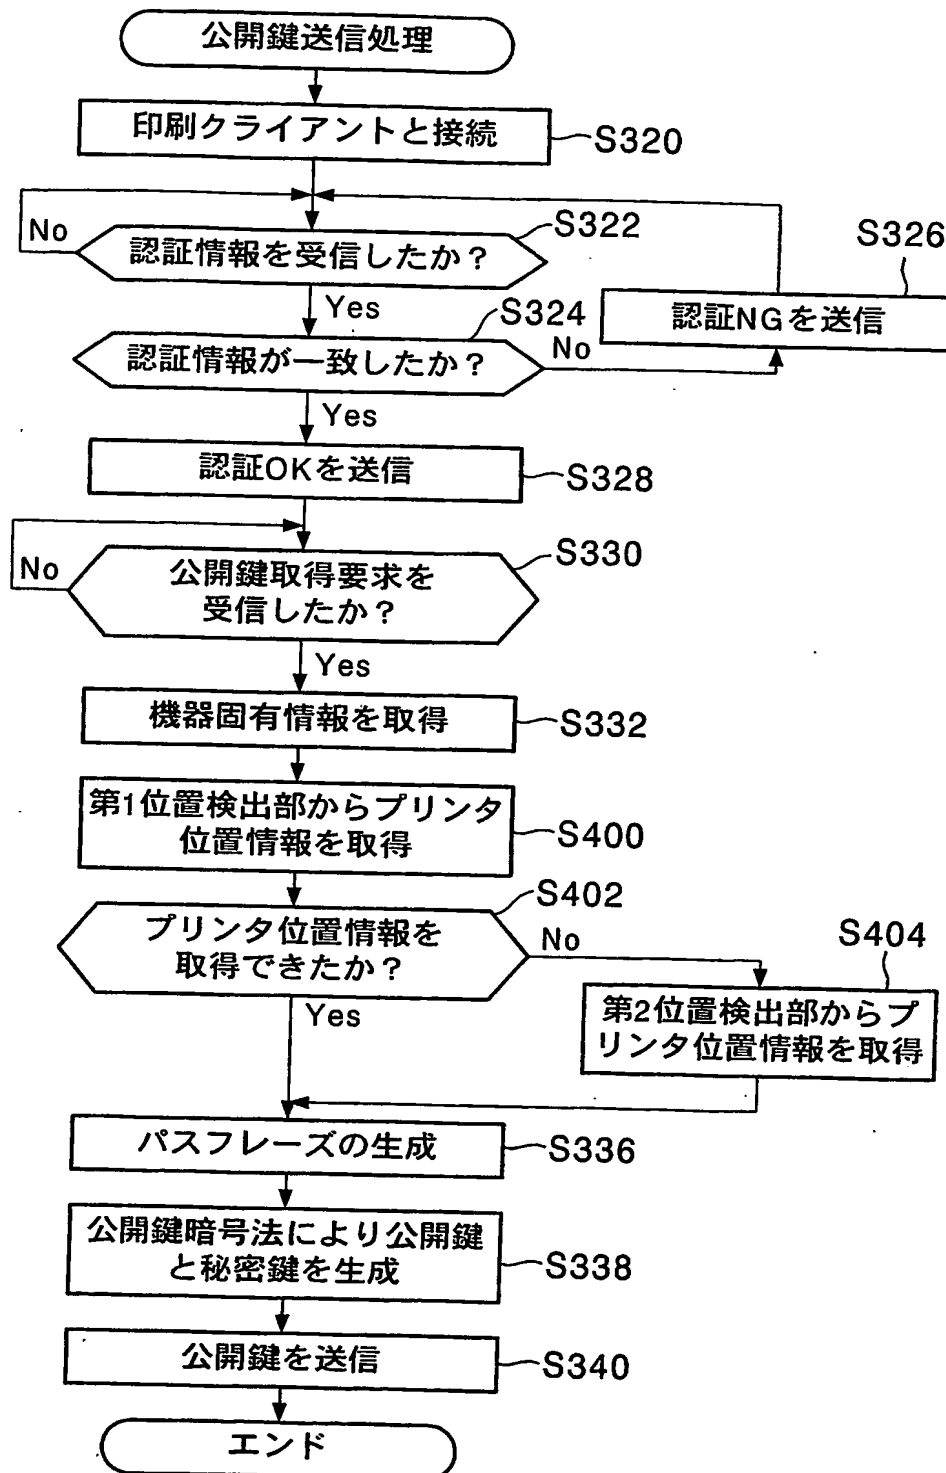 公開鍵送信処理
印刷クライアントと接続
S320
No
認証情報を受信したか？
S322
S326
認証NGを送信
Yes
S324
認証情報が一致したか？
No
Yes
認証OKを送信
S328
No
公開鍵取得要求を
受信したか？
S330
Yes
機器固有情報を取得
S332
第1位置検出部からプリンタ
位置情報を取得
S400
S402
プリンタ位置情報を
取得できたか？
No
S404
第2位置検出部からプ
リンタ位置情報を取得
Yes
パスフレーズの生成
S336
公開鍵暗号法により公開鍵
と秘密鍵を生成
S338
公開鍵を送信
S340
エンド